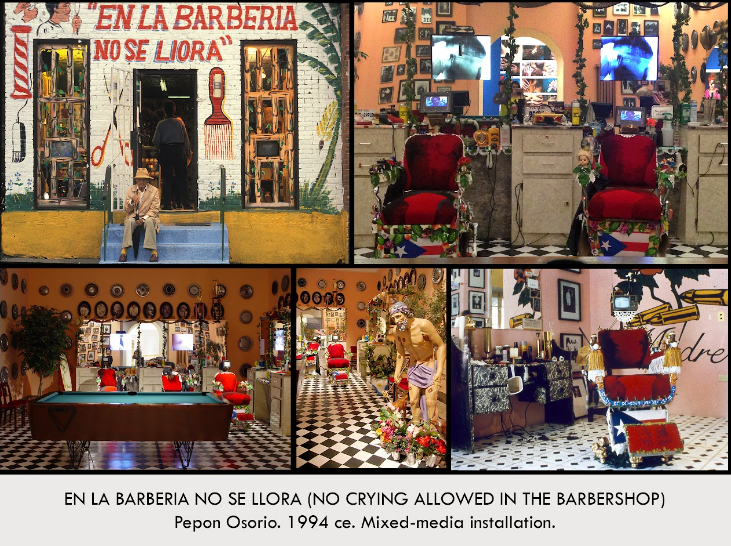 "EN LA BARBERIA
NO SE LLORA"
Madre
EN LA BARBERIA NO SE LLORA (NO CRYING ALLOWED IN THE BARBERSHOP)
Pepon Osorio. 1994 ce. Mixed-media installation.